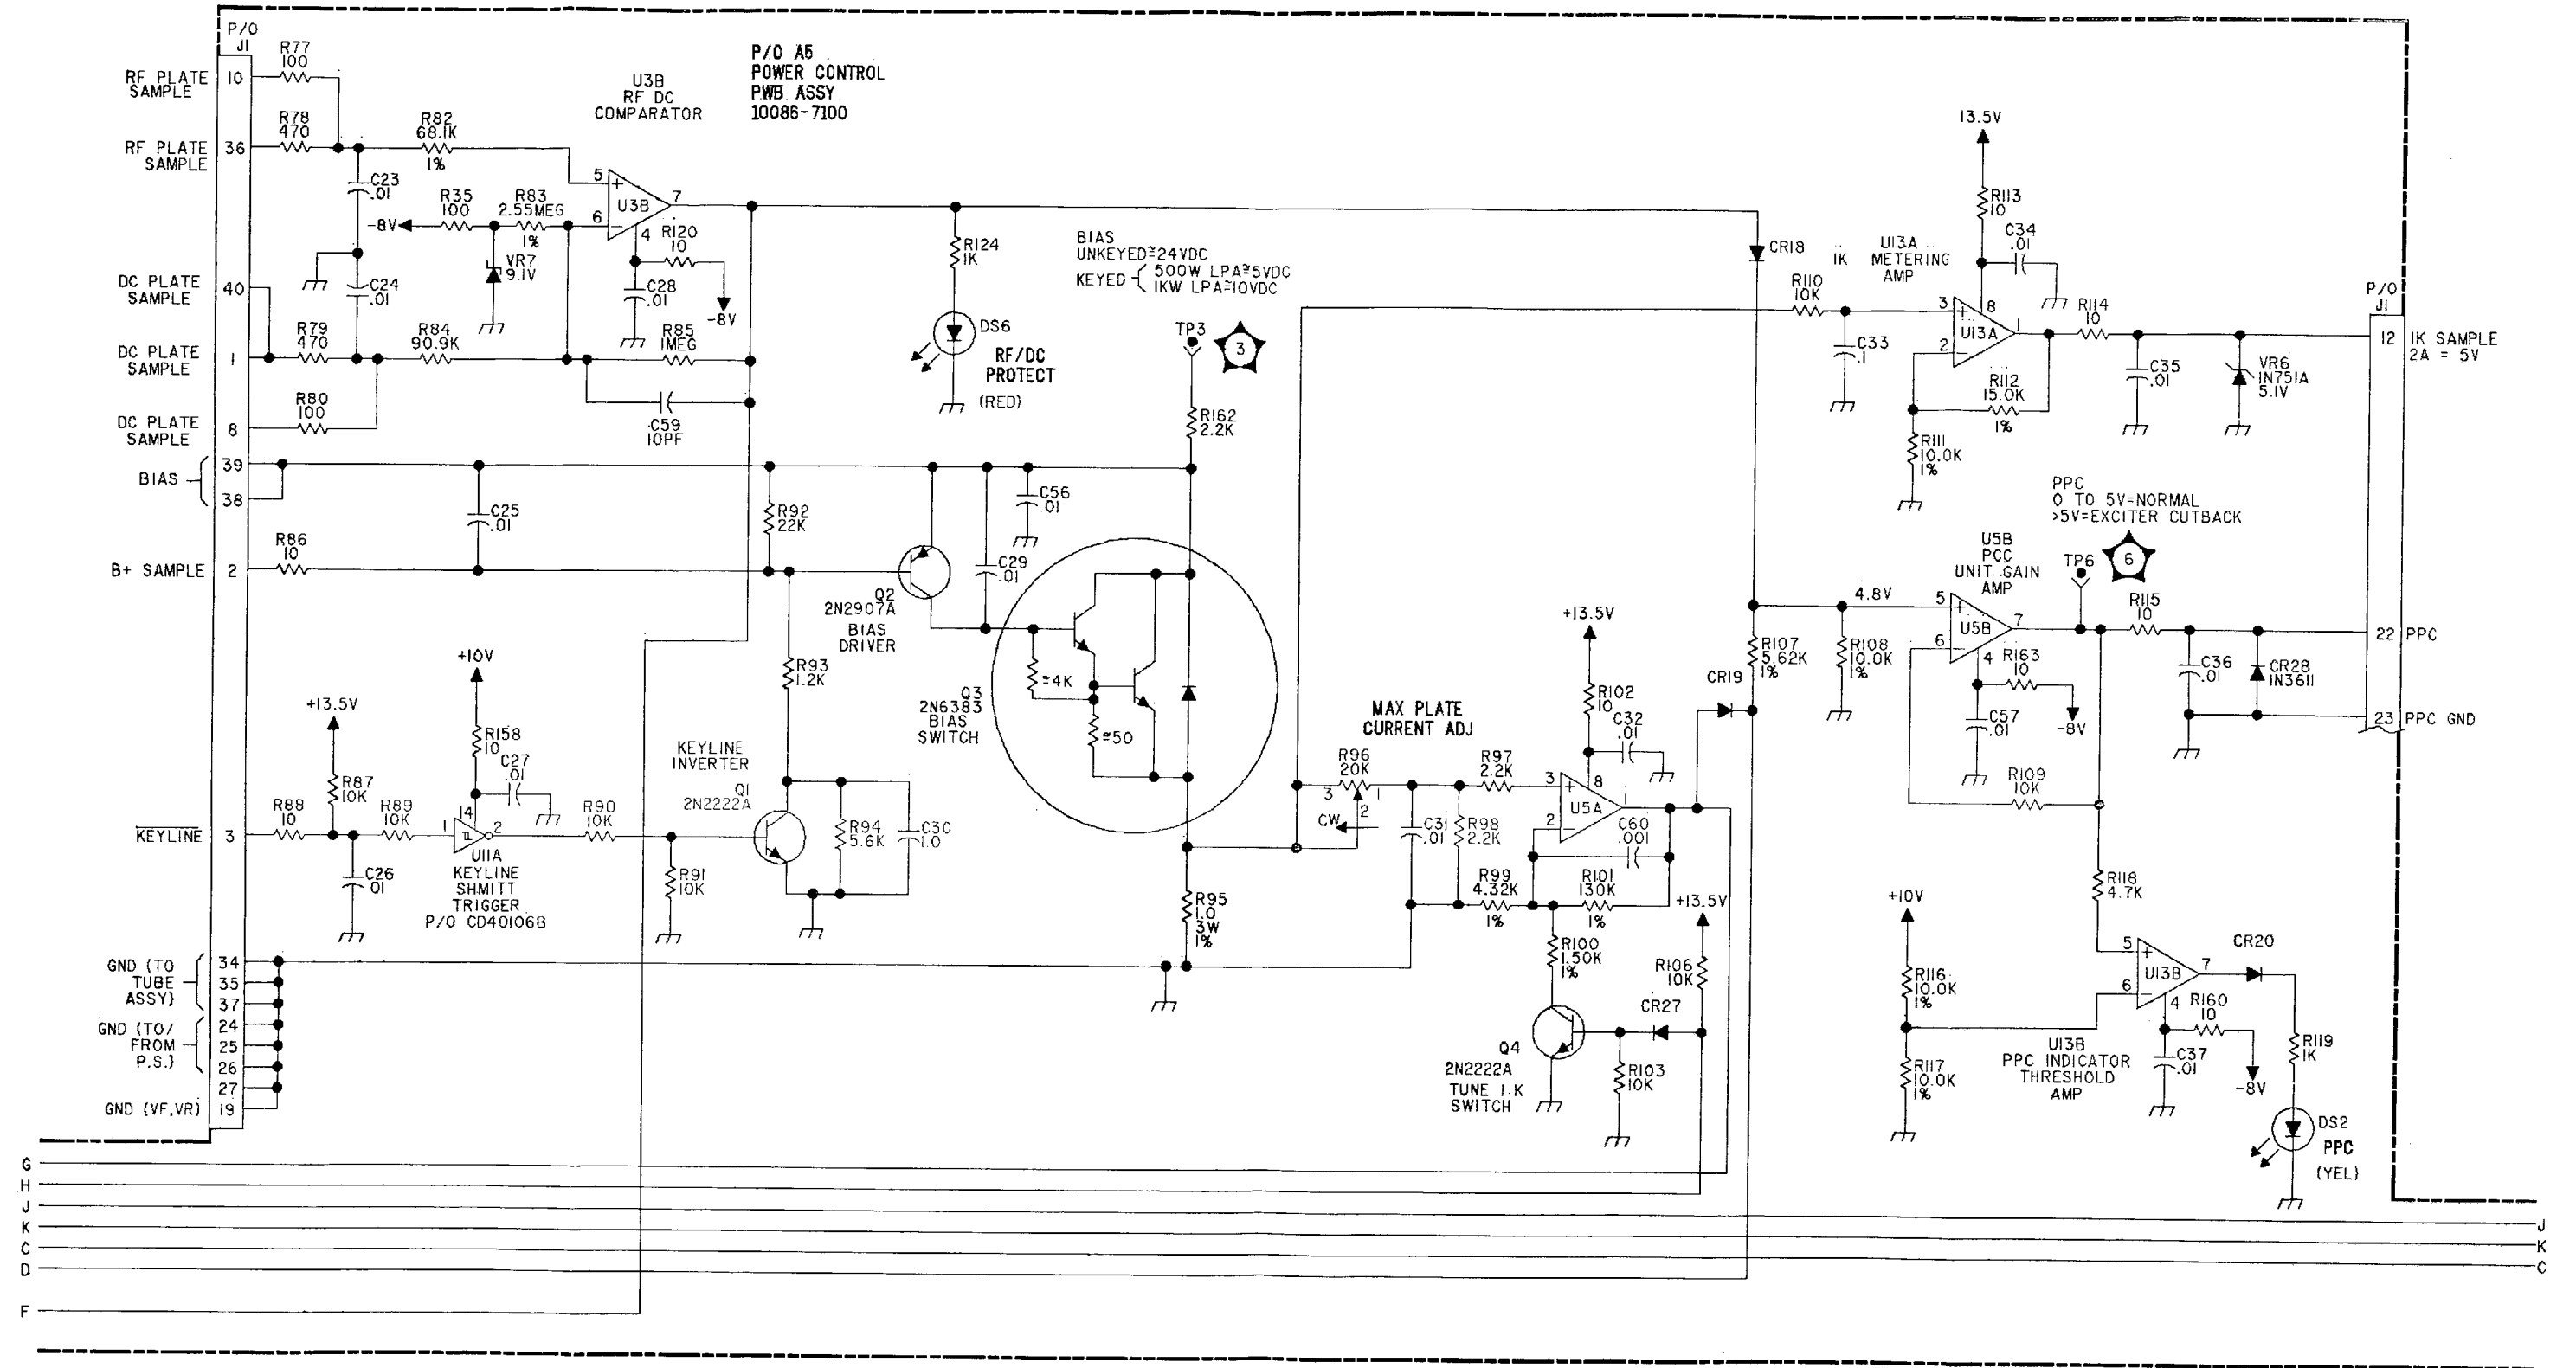 P/O
J1
R77
100
RF PLATE
SAMPLE
10
P/O A5
POWER CONTROL
PWB ASSY
10086-7100
U3B
RF DC
COMPARATOR
R78
470
R82
68.1K
1%
RF PLATE
SAMPLE
36
C23
.01
5
+
U3B
7
6
−
4
R35
100
R83
2.55MEG
1%
-8V
VR7
9.1V
R120
10
C28
.01
-8V
R124
1K
BIAS
UNKEYED≅24VDC
KEYED
500W LPA≅5VDC
1KW LPA≅10VDC
DC PLATE
SAMPLE
40
C24
.01
R79
470
R84
90.9K
R85
1MEG
DC PLATE
SAMPLE
1
DS6
RF/DC
PROTECT
(RED)
TP3
3
R80
100
C59
10PF
DC PLATE
SAMPLE
8
R162
2.2K
BIAS
39
38
C25
.01
R92
22K
C56
.01
C29
.01
R86
10
B+ SAMPLE
2
Q2
2N2907A
BIAS
DRIVER
Q3
2N6383
BIAS
SWITCH
≅4K
≅50
R93
1.2K
+10V
+13.5V
R158
10
C27
.01
R87
10K
R88
10
R89
10K
14
1
2
U11A
KEYLINE
SHMITT
TRIGGER
P/O CD40106B
KEYLINE
3
C26
01
R90
10K
R91
10K
KEYLINE
INVERTER
Q1
2N2222A
R94
5.6K
C30
1.0
R95
1.0
3W
1%
GND (TO
TUBE
ASSY)
34
35
37
GND (TO/
FROM
P.S.)
24
25
26
27
GND (VF,VR)
19
MAX PLATE
CURRENT ADJ
R96
20K
3
1
2
CW
R97
2.2K
C31
.01
R98
2.2K
+13.5V
R102
10
C32
.01
3
+
8
U5A
1
2
−
C60
.001
R99
4.32K
1%
R101
130K
1%
R100
1.50K
1%
+13.5V
R106
10K
CR27
Q4
2N2222A
TUNE I K
SWITCH
R103
10K
CR18
CR19
R107
5.62K
1%
R108
10.0K
1%
13.5V
R113
10
C34
.01
U13A
IK METERING
AMP
R110
10K
C33
.1
3
+
8
U13A
1
2
−
R112
15.0K
1%
R111
10.0K
1%
R114
10
C35
.01
VR6
1N751A
5.1V
P/O
J1
12
IK SAMPLE
2A = 5V
PPC
0 TO 5V=NORMAL
>5V=EXCITER CUTBACK
U5B
PCC
UNIT GAIN
AMP
TP6
6
4.8V
5
+
U5B
7
6
−
4
R163
10
C57
.01
-8V
R115
10
C36
.01
CR28
1N3611
22
PPC
23
PPC GND
R109
10K
R118
4.7K
+10V
R116
10.0K
1%
R117
10.0K
1%
5
+
U13B
7
6
−
4
CR20
R160
10
C37
.01
-8V
R119
1K
U13B
PPC INDICATOR
THRESHOLD
AMP
DS2
PPC
(YEL)
G
H
J
K
C
D
F
J
K
C